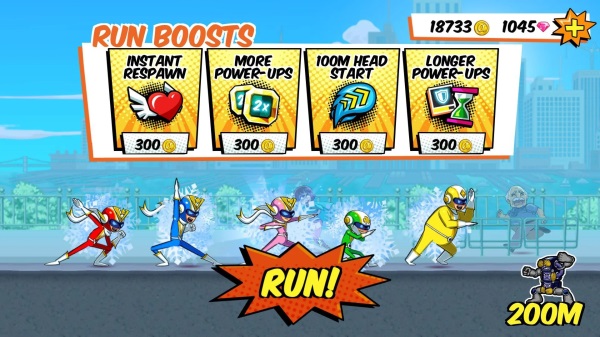 18733 1045
RUN BOOSTS
INSTANT
RESPAWN
300
MORE
POWER-UPS
2x
300
100M HEAD
START
300
LONGER
POWER-UPS
300
RUN!
200M